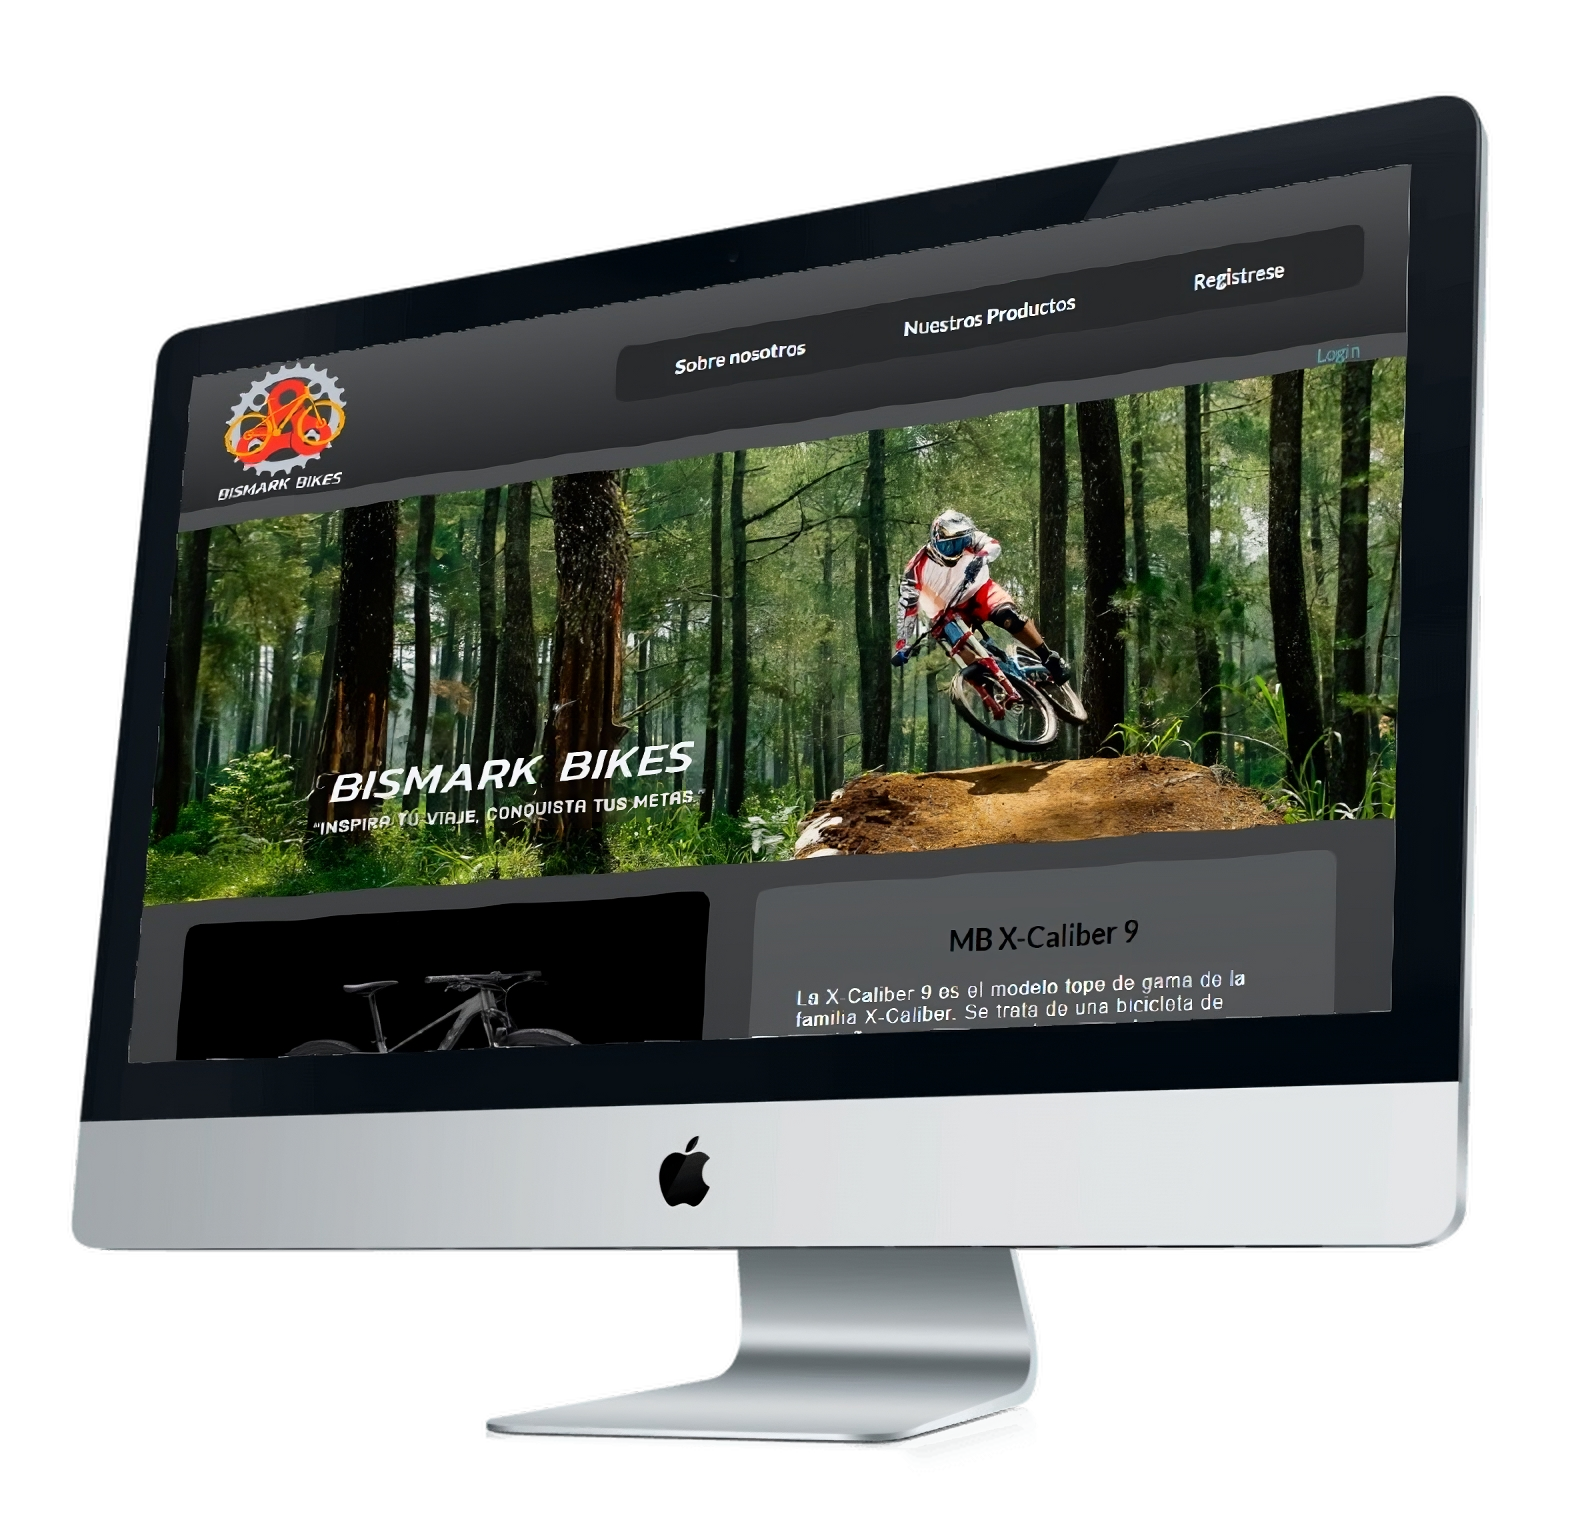 BISMARK BIKES
Sobre nosotros
Nuestros Productos
Registrese
Login
BISMARK BIKES
"INSPIRA TU VIAJE, CONQUISTA TUS METAS."
MB X-Caliber 9
La X-Caliber 9 es el modelo tope de gama de la
familia X-Caliber. Se trata de una bicicleta de